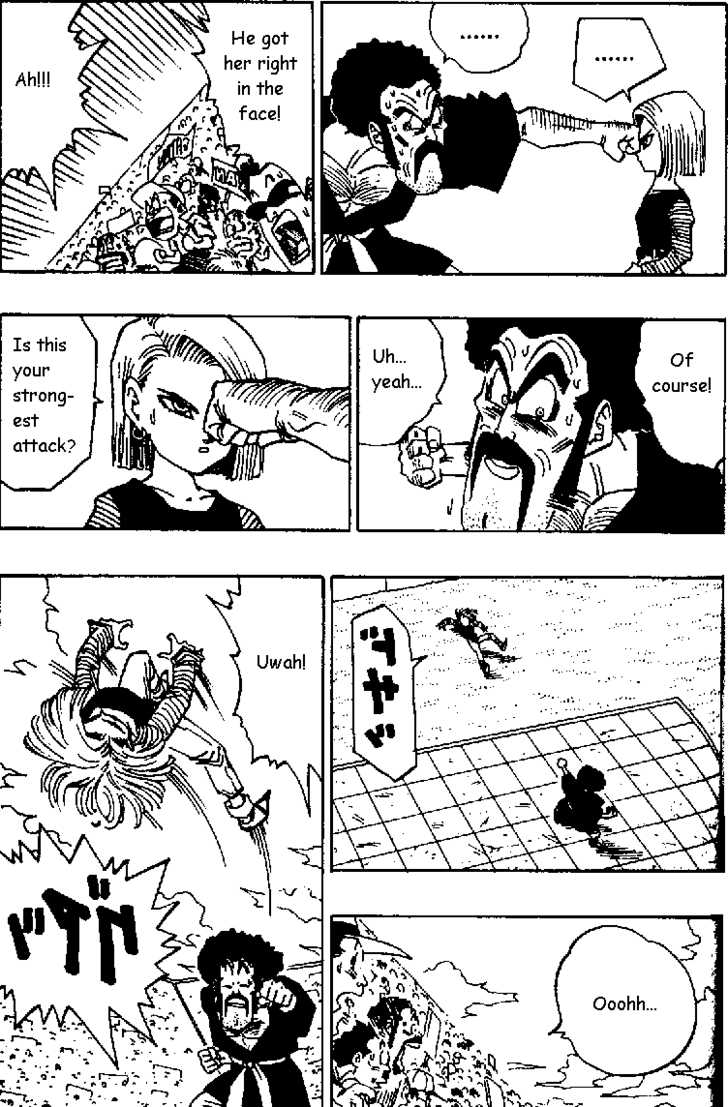 Ah!!!
He got
her right
in the
face!
......
......
Is this
your
strong-
est
attack?
Uh...
yeah...
Of
course!
Uwah!
Ooohh...